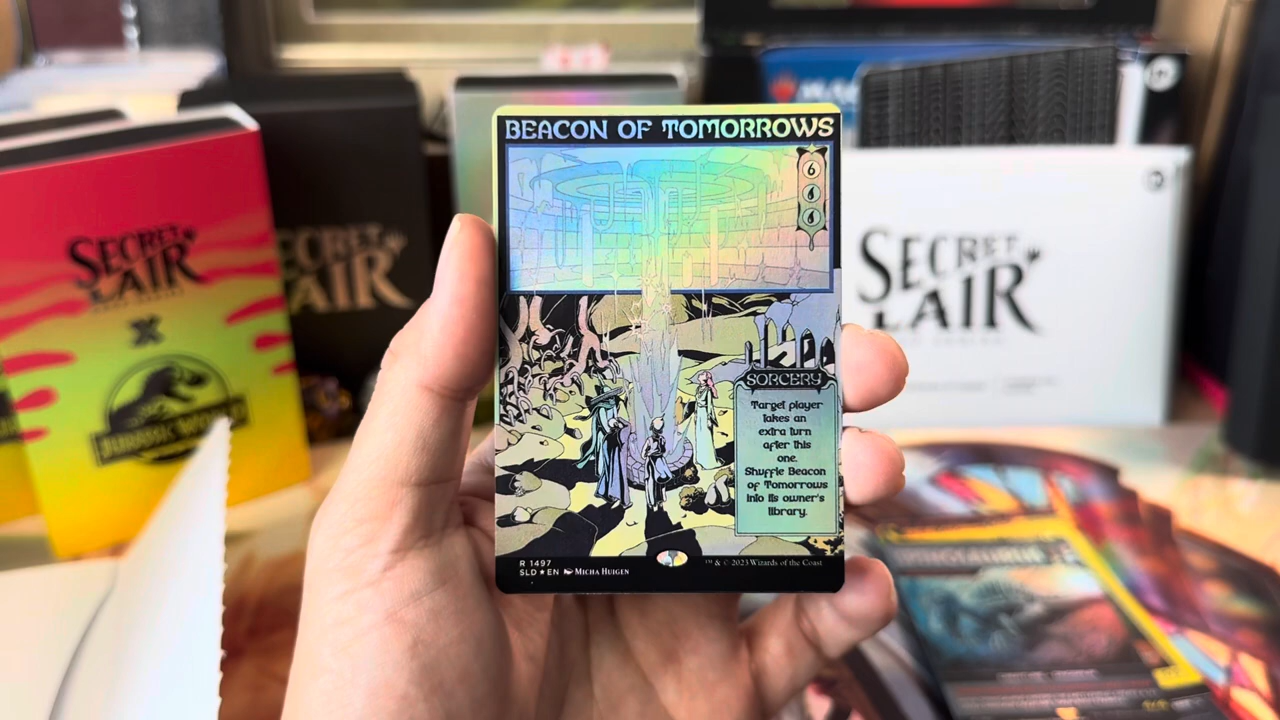 BEACON OF TOMORROWS
6
SORCERY
Target player
takes an
extra turn
after this
one.
Shuffle Beacon
of Tomorrows
into its owner's
library.
R 1497
SLD ★ EN MICHA HUIGEN
™ & © 2023 Wizards of the Coast
SECRET
LAIR
X
JURASSIC WORLD
SECRET
LAIR
SECRET
LAIR